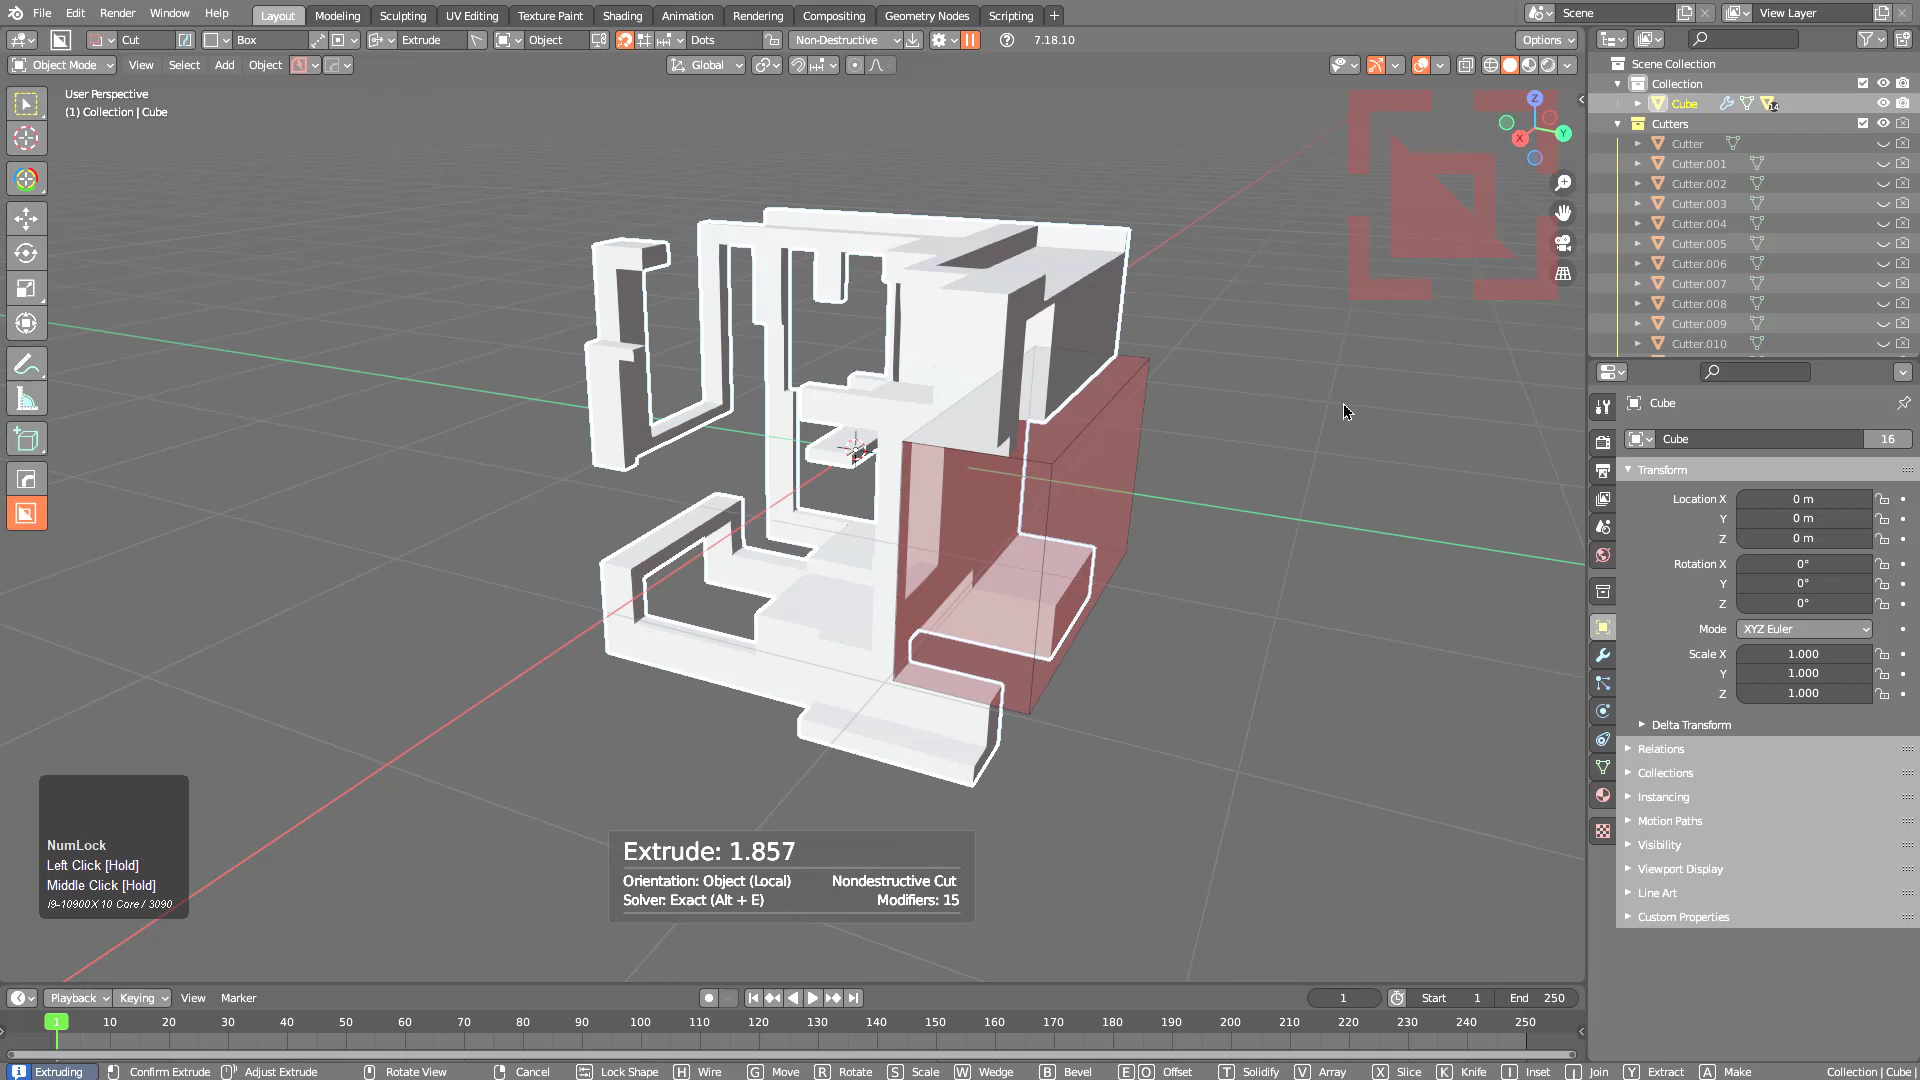 File Edit Render Window Help Layout Modeling Sculpting UV Editing Texture Paint Shading Animation Rendering Compositing Geometry Nodes Scripting + Scene View Layer
Cut Box Extrude Object Dots Non-Destructive 7.18.10 Options
Object Mode View Select Add Object Global
User Perspective
(1) Collection | Cube
Z
Y
X
Scene Collection
Collection
Cube 14
Cutters
Cutter
Cutter.001
Cutter.002
Cutter.003
Cutter.004
Cutter.005
Cutter.006
Cutter.007
Cutter.008
Cutter.009
Cutter.010
Cube
Cube 16
Transform
Location X 0 m
Y 0 m
Z 0 m
Rotation X 0°
Y 0°
Z 0°
Mode XYZ Euler
Scale X 1.000
Y 1.000
Z 1.000
Delta Transform
Relations
Collections
Instancing
Motion Paths
Visibility
Viewport Display
Line Art
Custom Properties
NumLock
Left Click [Hold]
Middle Click [Hold]
i9-10900X 10 Core / 3090
Extrude: 1.857
Orientation: Object (Local) Nondestructive Cut
Solver: Exact (Alt + E) Modifiers: 15
Playback Keying View Marker 1 Start 1 End 250
1 10 20 30 40 50 60 70 80 90 100 110 120 130 140 150 160 170 180 190 200 210 220 230 240 250
Extruding Confirm Extrude Adjust Extrude Rotate View Cancel Lock Shape H Wire G Move R Rotate S Scale W Wedge B Bevel E O Offset T Solidify V Array X Slice K Knife I Inset J Join Y Extract A Make Collection | Cube |